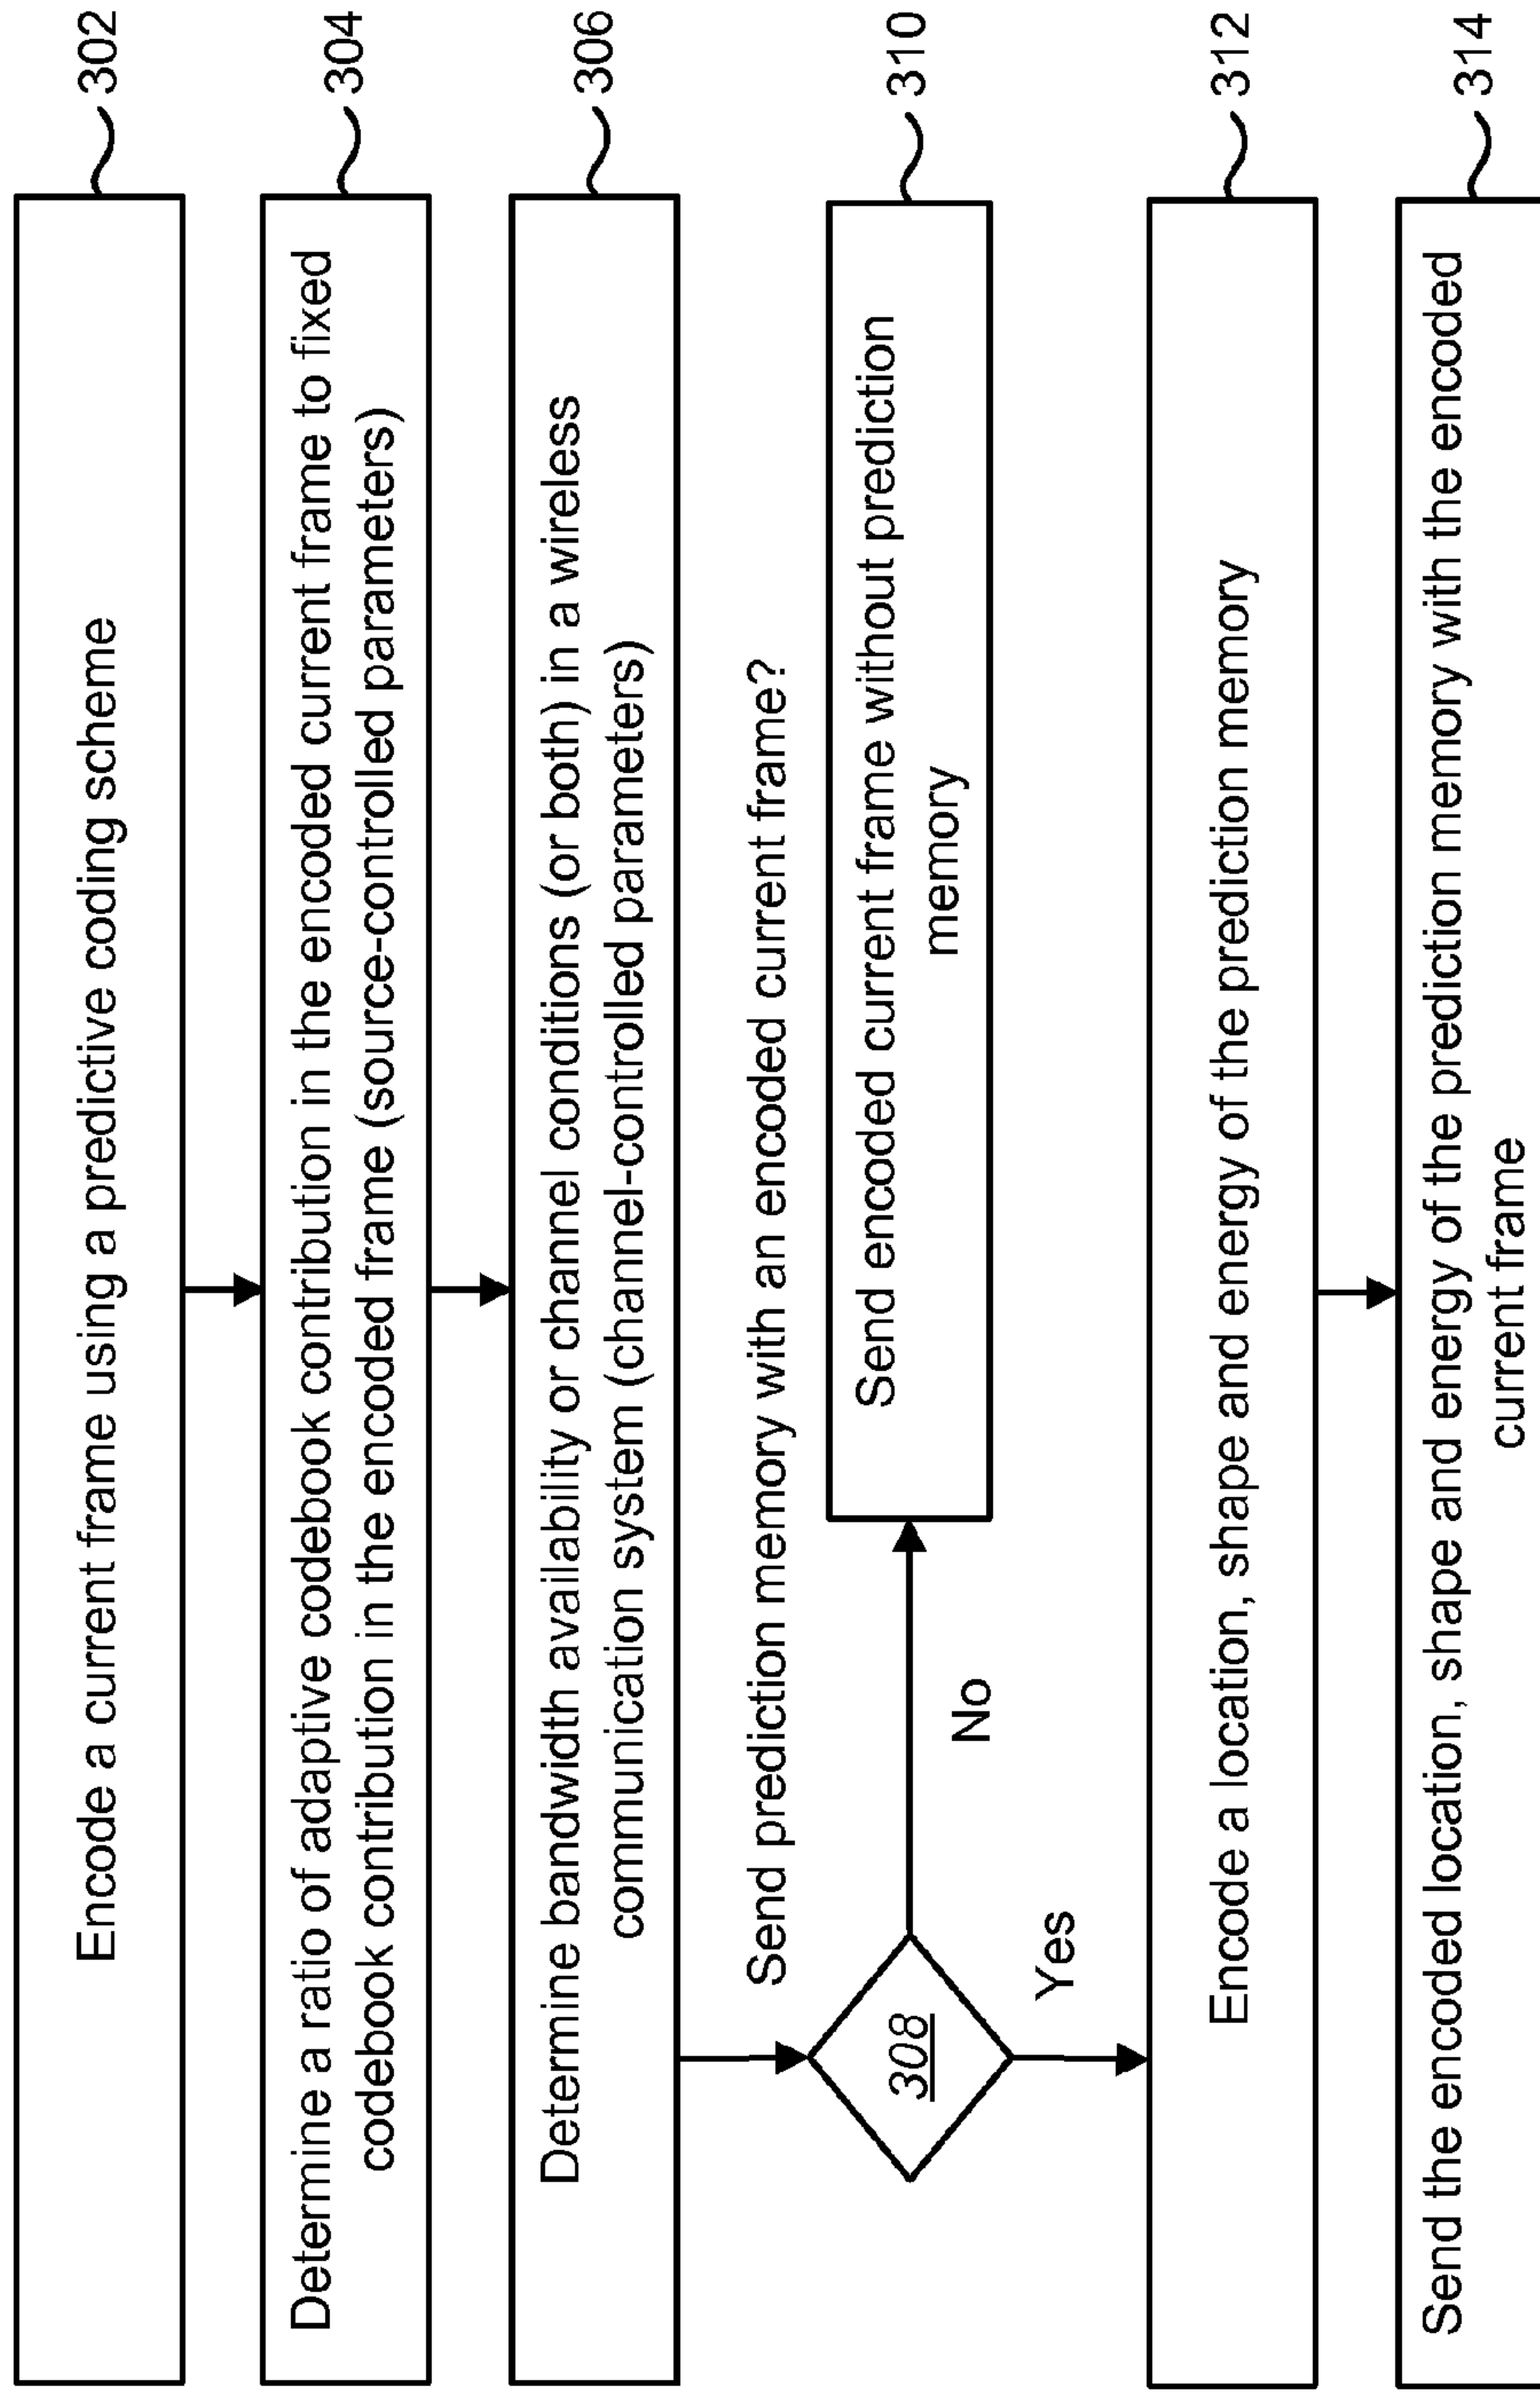 Encode a current frame using a predictive coding scheme
302
Determine a ratio of adaptive codebook contribution in the encoded current frame to fixed
codebook contribution in the encoded frame (source-controlled parameters)
304
Determine bandwidth availability or channel conditions (or both) in a wireless
communication system (channel-controlled parameters)
306
Send prediction memory with an encoded current frame?
308
No
Send encoded current frame without prediction
memory
310
Yes
Encode a location, shape and energy of the prediction memory
312
Send the encoded location, shape and energy of the prediction memory with the encoded
current frame
314